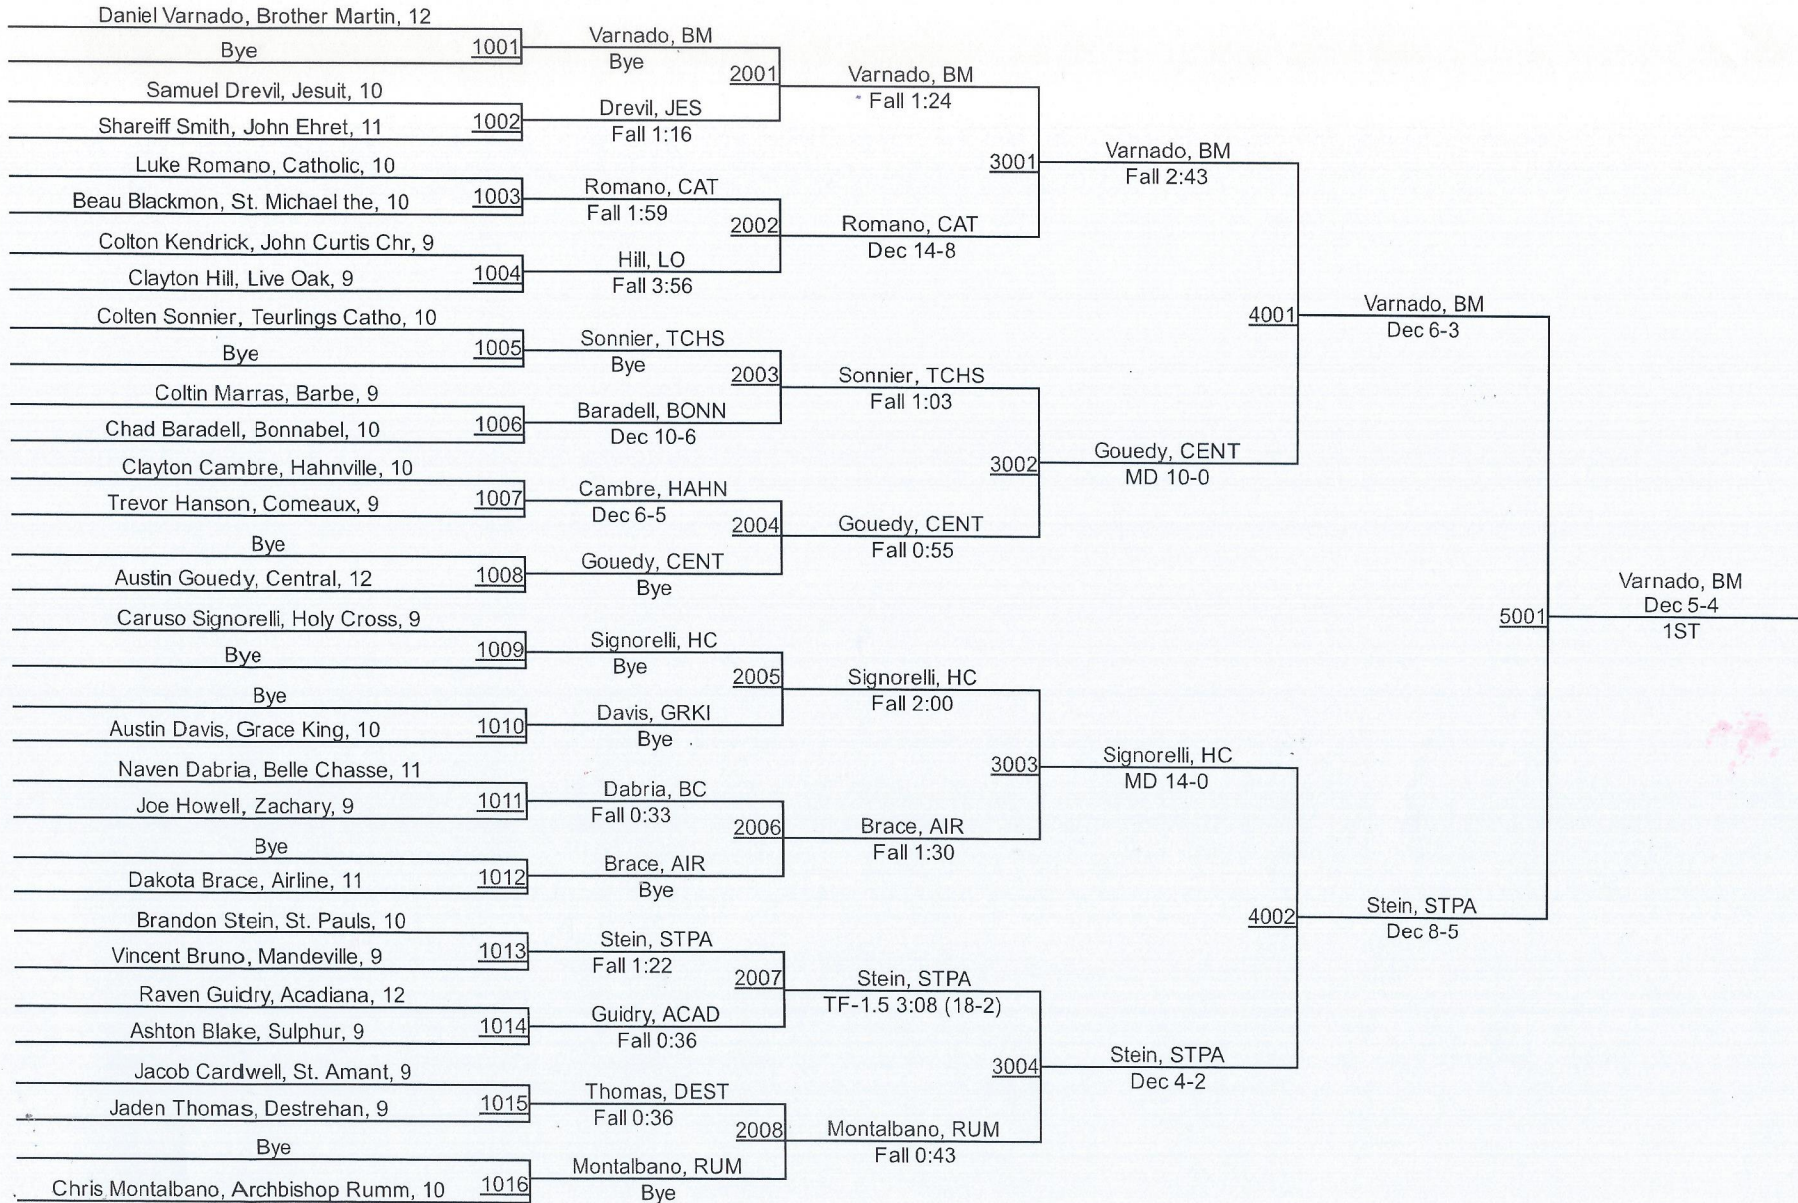 Daniel Varnado, Brother Martin, 12
Bye
1001
Samuel Drevil, Jesuit, 10
Shareiff Smith, John Ehret, 11
1002
Luke Romano, Catholic, 10
Beau Blackmon, St. Michael the, 10
1003
Colton Kendrick, John Curtis Chr, 9
Clayton Hill, Live Oak, 9
1004
Colten Sonnier, Teurlings Catho, 10
Bye
1005
Coltin Marras, Barbe, 9
Chad Baradell, Bonnabel, 10
1006
Clayton Cambre, Hahnville, 10
Trevor Hanson, Comeaux, 9
1007
Bye
Austin Gouedy, Central, 12
1008
Caruso Signorelli, Holy Cross, 9
Bye
1009
Bye
Austin Davis, Grace King, 10
1010
Naven Dabria, Belle Chasse, 11
Joe Howell, Zachary, 9
1011
Bye
Dakota Brace, Airline, 11
1012
Brandon Stein, St. Pauls, 10
Vincent Bruno, Mandeville, 9
1013
Raven Guidry, Acadiana, 12
Ashton Blake, Sulphur, 9
1014
Jacob Cardwell, St. Amant, 9
Jaden Thomas, Destrehan, 9
1015
Bye
Chris Montalbano, Archbishop Rumm, 10
1016
Varnado, BM
Bye
2001
Drevil, JES
Fall 1:16
Romano, CAT
Fall 1:59
2002
Hill, LO
Fall 3:56
Sonnier, TCHS
Bye
2003
Baradell, BONN
Dec 10-6
Cambre, HAHN
Dec 6-5
2004
Gouedy, CENT
Bye
Signorelli, HC
Bye
2005
Davis, GRKI
Bye
Dabria, BC
Fall 0:33
2006
Brace, AIR
Bye
Stein, STPA
Fall 1:22
2007
Guidry, ACAD
Fall 0:36
Thomas, DEST
Fall 0:36
2008
Montalbano, RUM
Bye
Varnado, BM
Fall 1:24
3001
Romano, CAT
Dec 14-8
Sonnier, TCHS
Fall 1:03
3002
Gouedy, CENT
Fall 0:55
Signorelli, HC
Fall 2:00
3003
Brace, AIR
Fall 1:30
Stein, STPA
TF-1.5 3:08 (18-2)
3004
Montalbano, RUM
Fall 0:43
Varnado, BM
Fall 2:43
4001
Gouedy, CENT
MD 10-0
Signorelli, HC
MD 14-0
4002
Stein, STPA
Dec 4-2
Varnado, BM
Dec 6-3
5001
Stein, STPA
Dec 8-5
Varnado, BM
Dec 5-4
1ST